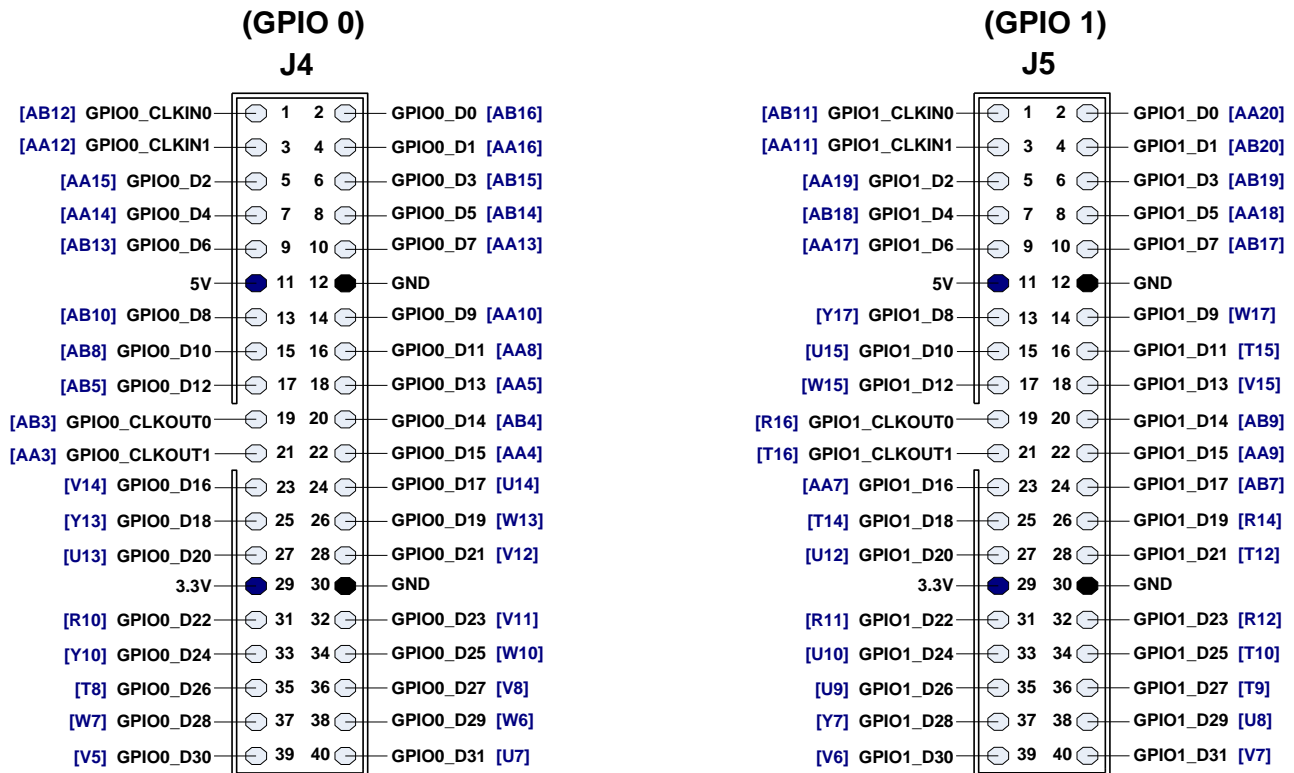 (GPIO 0) (GPIO 1)
J4 J5
[AB12] GPIO0_CLKIN0 1 2 GPIO0_D0 [AB16] [AB11] GPIO1_CLKIN0 1 2 GPIO1_D0 [AA20]
[AA12] GPIO0_CLKIN1 3 4 GPIO0_D1 [AA16] [AA11] GPIO1_CLKIN1 3 4 GPIO1_D1 [AB20]
[AA15] GPIO0_D2 5 6 GPIO0_D3 [AB15] [AA19] GPIO1_D2 5 6 GPIO1_D3 [AB19]
[AA14] GPIO0_D4 7 8 GPIO0_D5 [AB14] [AB18] GPIO1_D4 7 8 GPIO1_D5 [AA18]
[AB13] GPIO0_D6 9 10 GPIO0_D7 [AA13] [AA17] GPIO1_D6 9 10 GPIO1_D7 [AB17]
5V 11 12 GND 5V 11 12 GND
[AB10] GPIO0_D8 13 14 GPIO0_D9 [AA10] [Y17] GPIO1_D8 13 14 GPIO1_D9 [W17]
[AB8] GPIO0_D10 15 16 GPIO0_D11 [AA8] [U15] GPIO1_D10 15 16 GPIO1_D11 [T15]
[AB5] GPIO0_D12 17 18 GPIO0_D13 [AA5] [W15] GPIO1_D12 17 18 GPIO1_D13 [V15]
[AB3] GPIO0_CLKOUT0 19 20 GPIO0_D14 [AB4] [R16] GPIO1_CLKOUT0 19 20 GPIO1_D14 [AB9]
[AA3] GPIO0_CLKOUT1 21 22 GPIO0_D15 [AA4] [T16] GPIO1_CLKOUT1 21 22 GPIO1_D15 [AA9]
[V14] GPIO0_D16 23 24 GPIO0_D17 [U14] [AA7] GPIO1_D16 23 24 GPIO1_D17 [AB7]
[Y13] GPIO0_D18 25 26 GPIO0_D19 [W13] [T14] GPIO1_D18 25 26 GPIO1_D19 [R14]
[U13] GPIO0_D20 27 28 GPIO0_D21 [V12] [U12] GPIO1_D20 27 28 GPIO1_D21 [T12]
3.3V 29 30 GND 3.3V 29 30 GND
[R10] GPIO0_D22 31 32 GPIO0_D23 [V11] [R11] GPIO1_D22 31 32 GPIO1_D23 [R12]
[Y10] GPIO0_D24 33 34 GPIO0_D25 [W10] [U10] GPIO1_D24 33 34 GPIO1_D25 [T10]
[T8] GPIO0_D26 35 36 GPIO0_D27 [V8] [U9] GPIO1_D26 35 36 GPIO1_D27 [T9]
[W7] GPIO0_D28 37 38 GPIO0_D29 [W6] [Y7] GPIO1_D28 37 38 GPIO1_D29 [U8]
[V5] GPIO0_D30 39 40 GPIO0_D31 [U7] [V6] GPIO1_D30 39 40 GPIO1_D31 [V7]